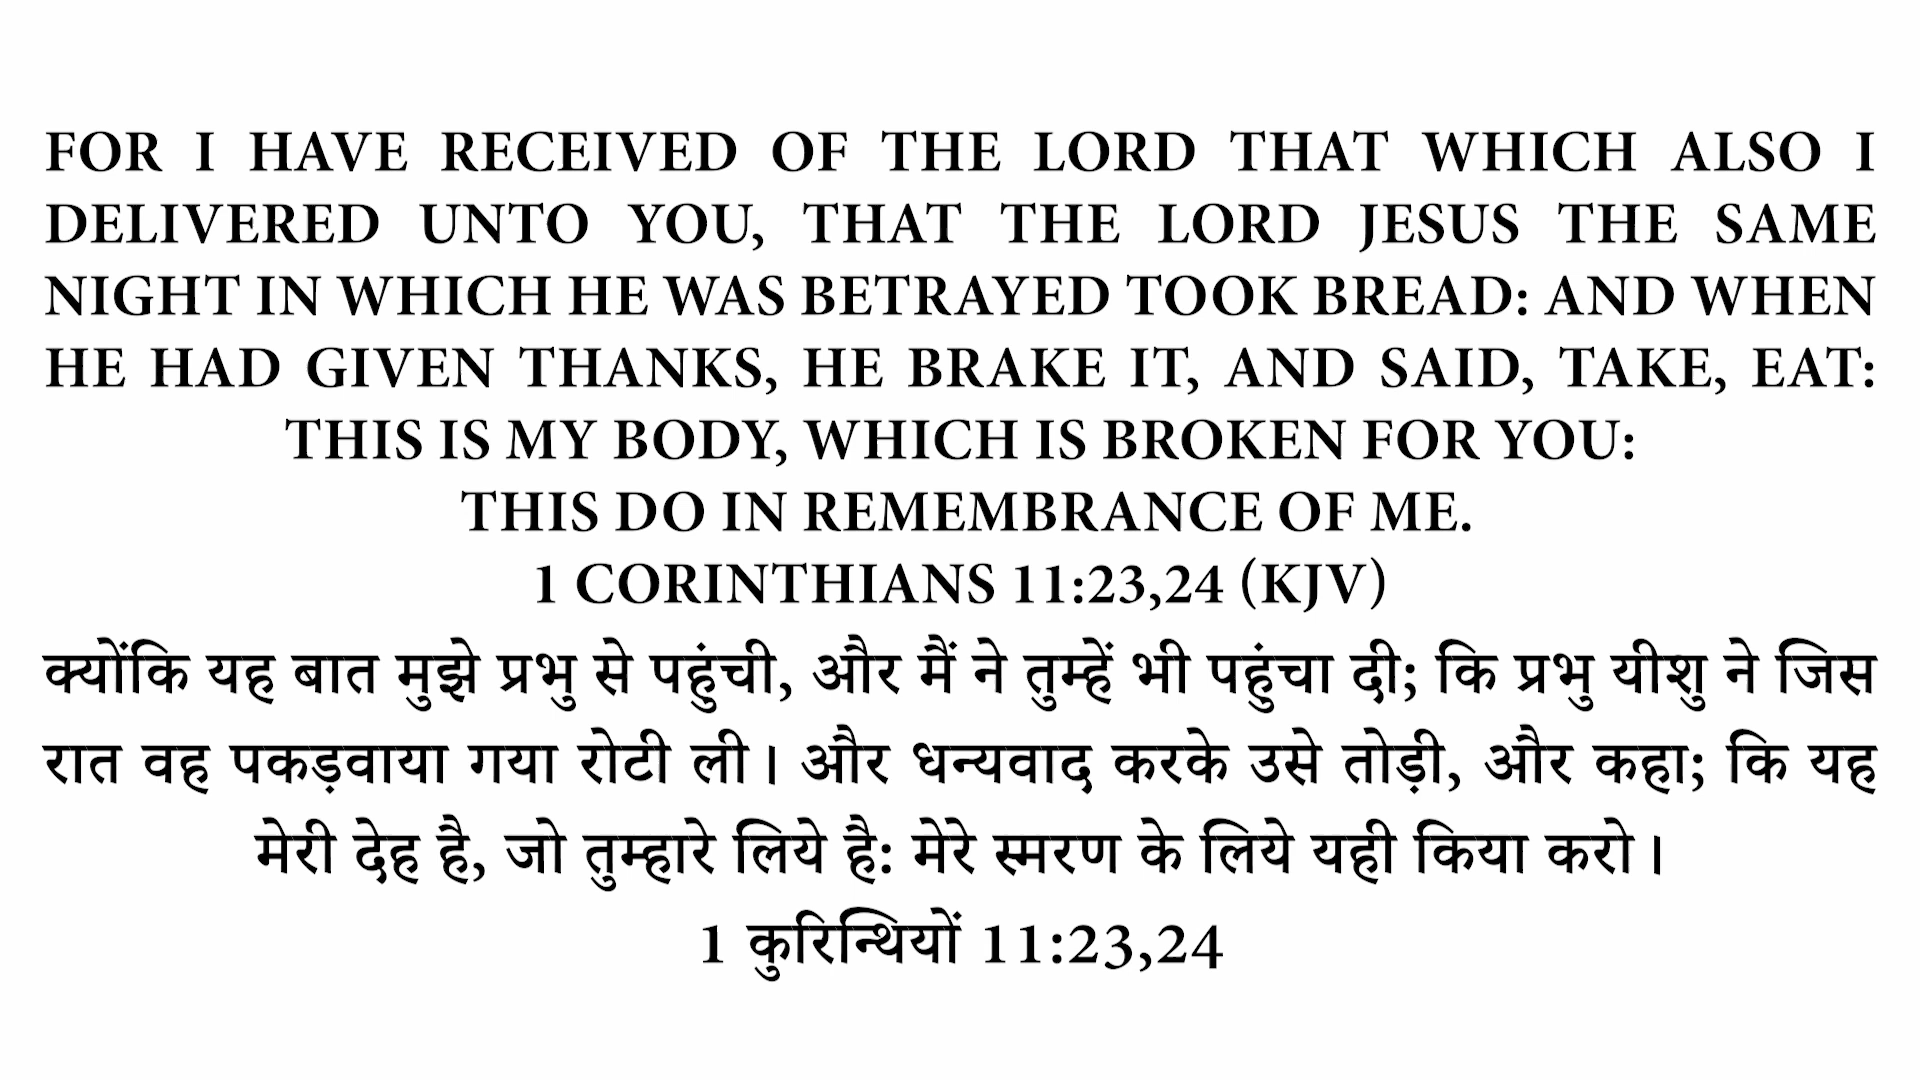 FOR I HAVE RECEIVED OF THE LORD THAT WHICH ALSO I
DELIVERED UNTO YOU, THAT THE LORD JESUS THE SAME
NIGHT IN WHICH HE WAS BETRAYED TOOK BREAD: AND WHEN
HE HAD GIVEN THANKS, HE BRAKE IT, AND SAID, TAKE, EAT:
THIS IS MY BODY, WHICH IS BROKEN FOR YOU:
THIS DO IN REMEMBRANCE OF ME.
1 CORINTHIANS 11:23,24 (KJV)
क्योंकि यह बात मुझे प्रभु से पहुंची, और मैं ने तुम्हें भी पहुंचा दी; कि प्रभु यीशु ने जिस
रात वह पकड़वाया गया रोटी ली। और धन्यवाद करके उसे तोड़ी, और कहा; कि यह
मेरी देह है, जो तुम्हारे लिये है: मेरे स्मरण के लिये यही किया करो।
1 कुरिन्थियों 11:23,24